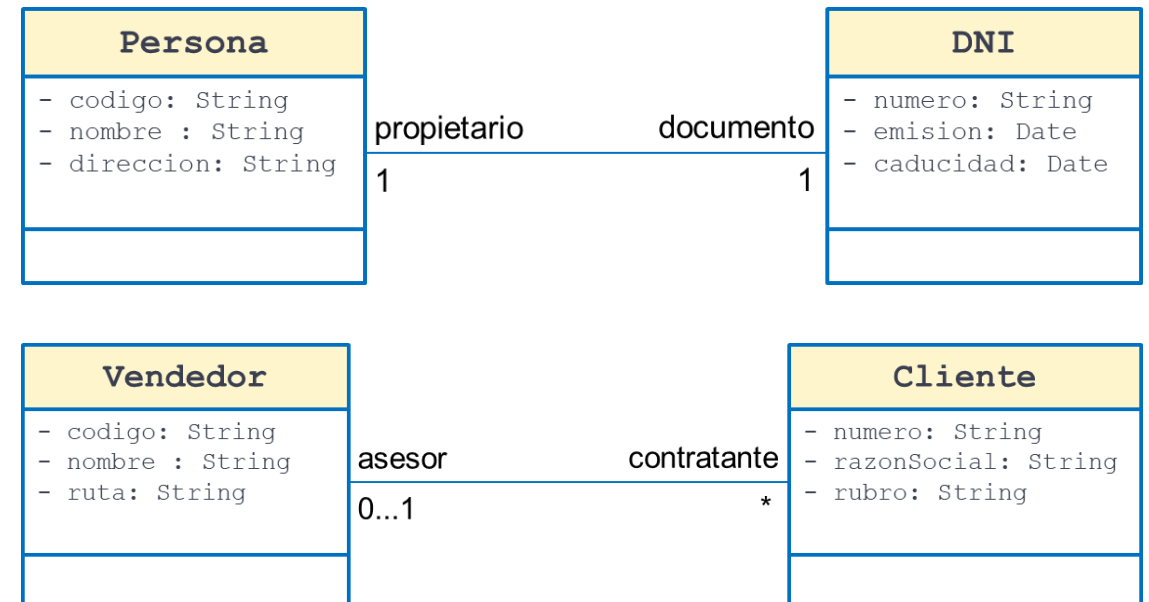 Persona
- codigo: String
- nombre : String
- direccion: String
propietario
1
documento
1
DNI
- numero: String
- emision: Date
- caducidad: Date
Vendedor
- codigo: String
- nombre : String
- ruta: String
asesor
0...1
contratante
*
Cliente
- numero: String
- razonSocial: String
- rubro: String